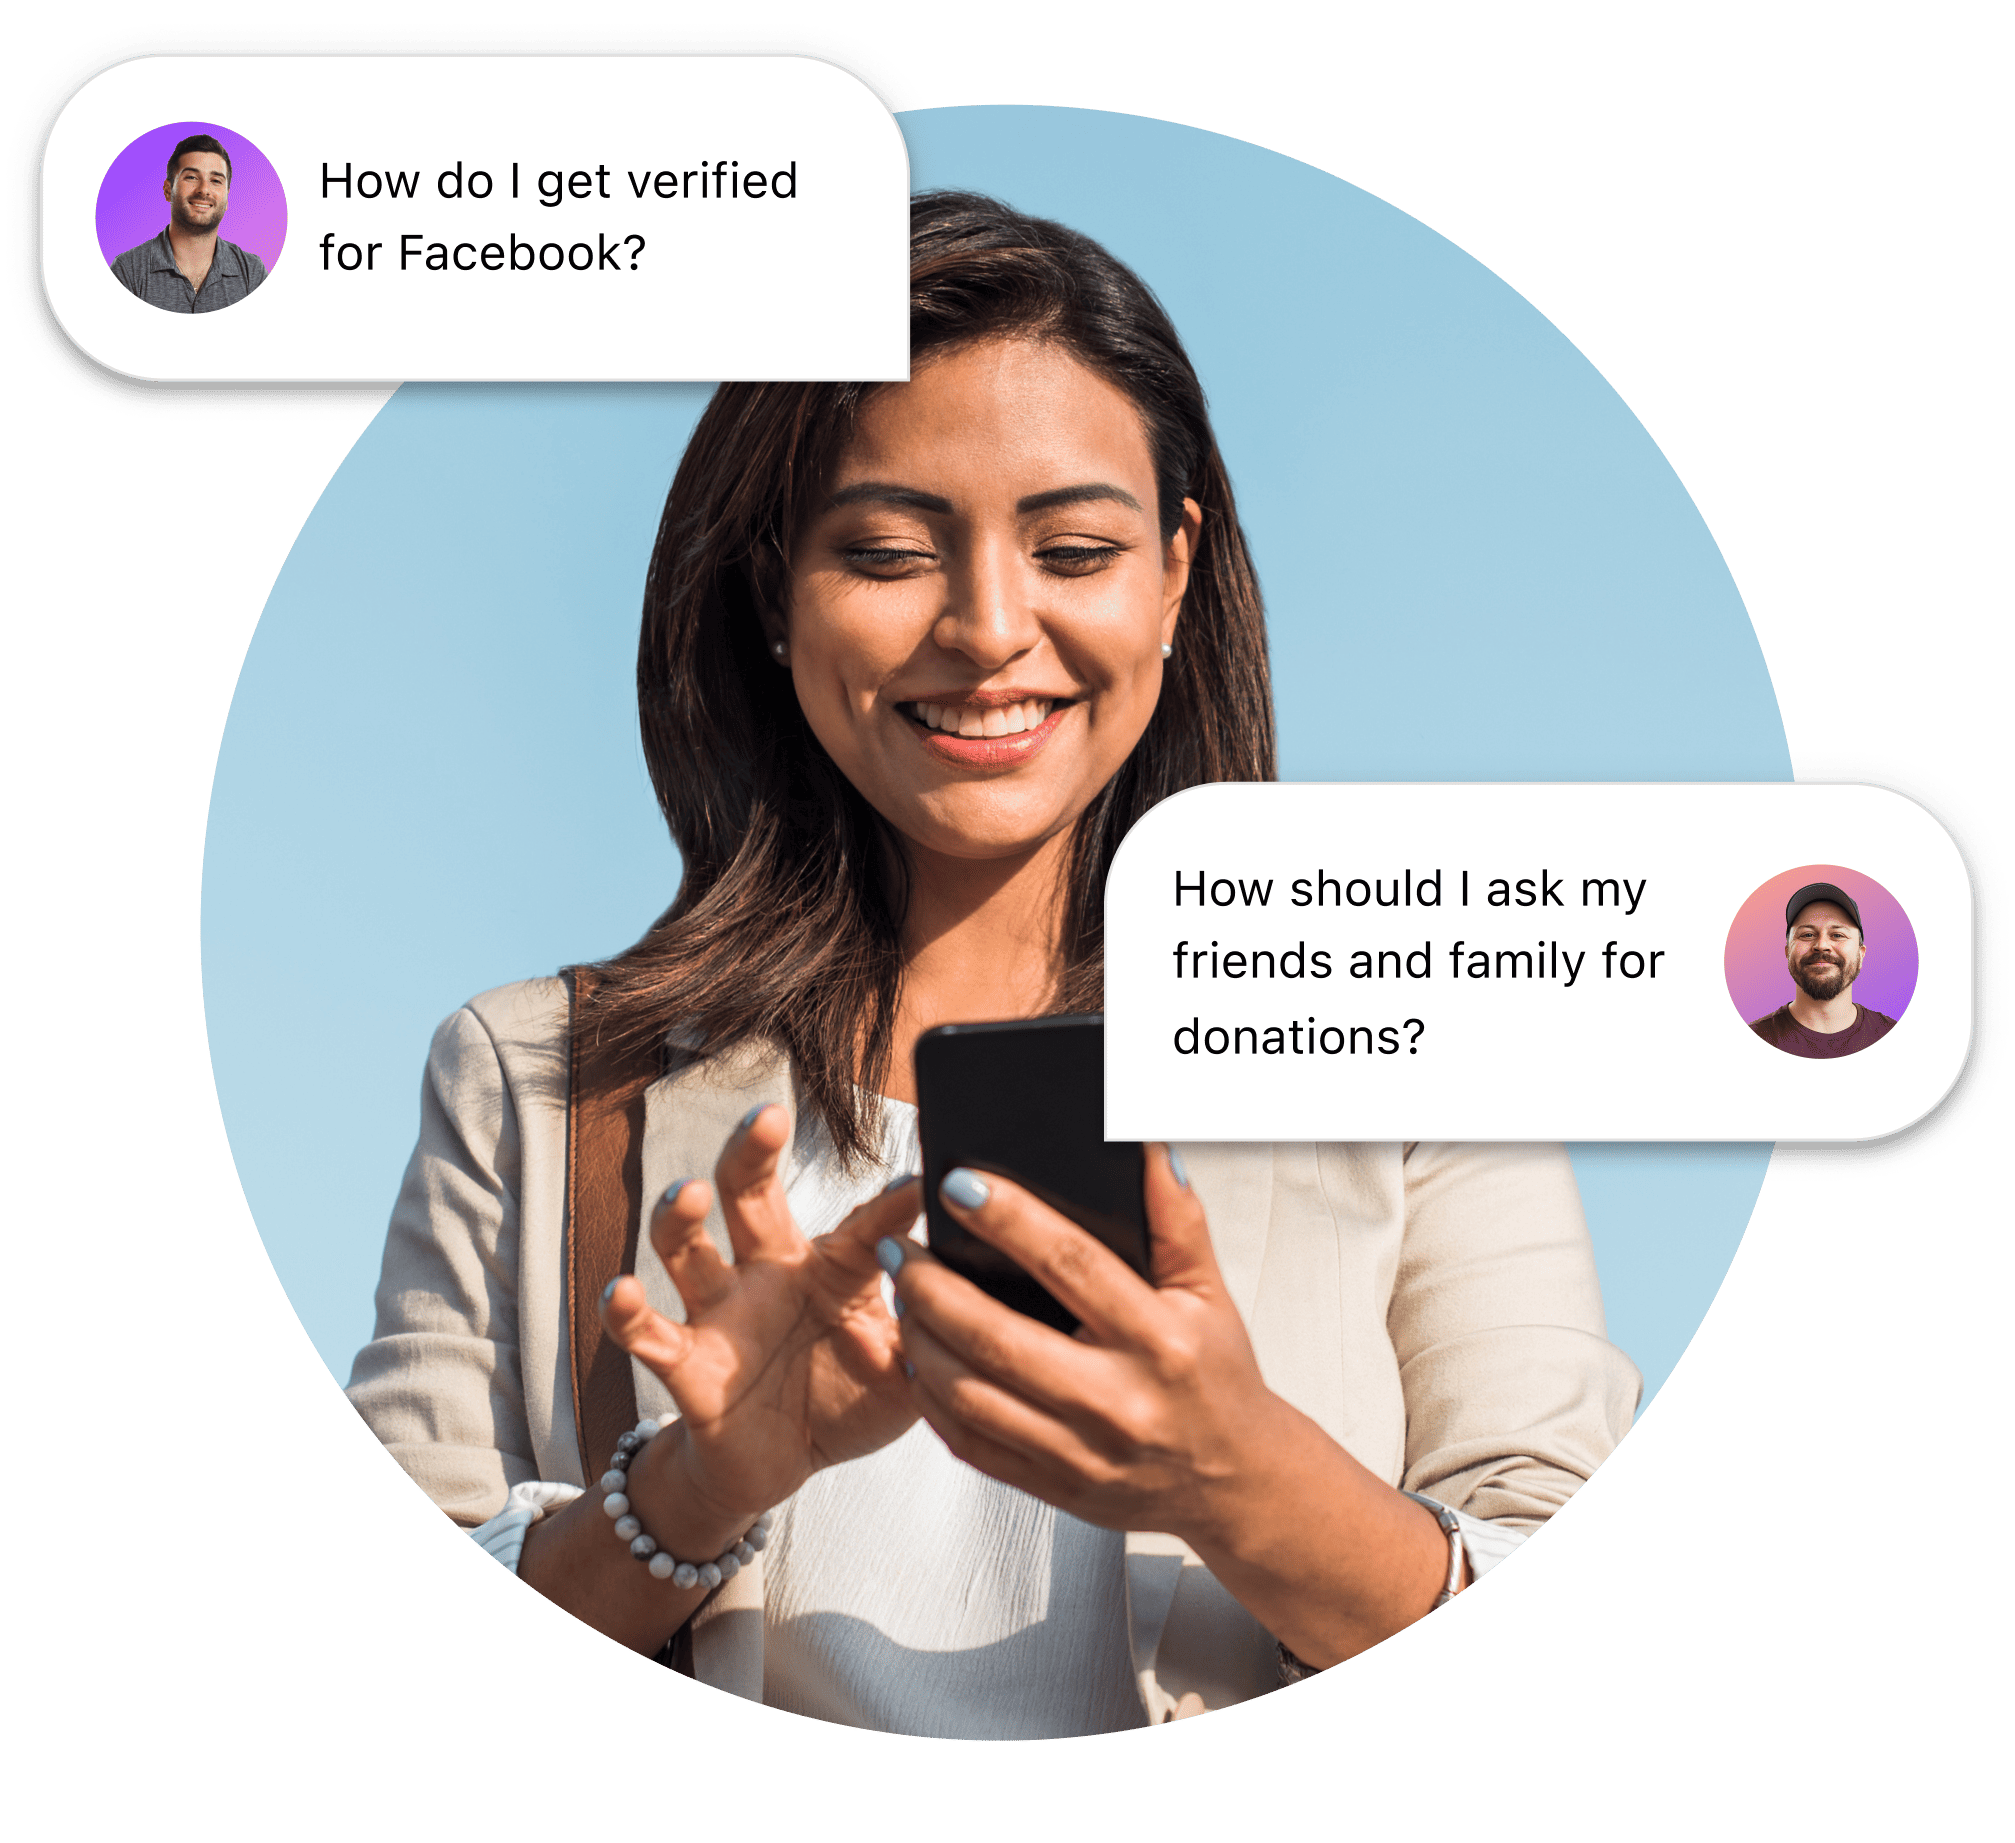 How do I get verified
for Facebook?
How should I ask my
friends and family for
donations?